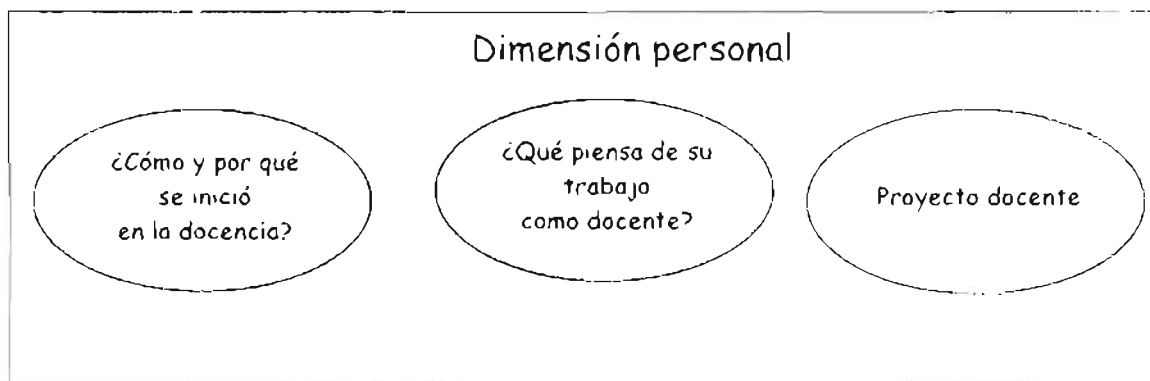 Dimensión personal
¿Cómo y por qué
se inició
en la docencia?
¿Qué piensa de su
trabajo
como docente?
Proyecto docente